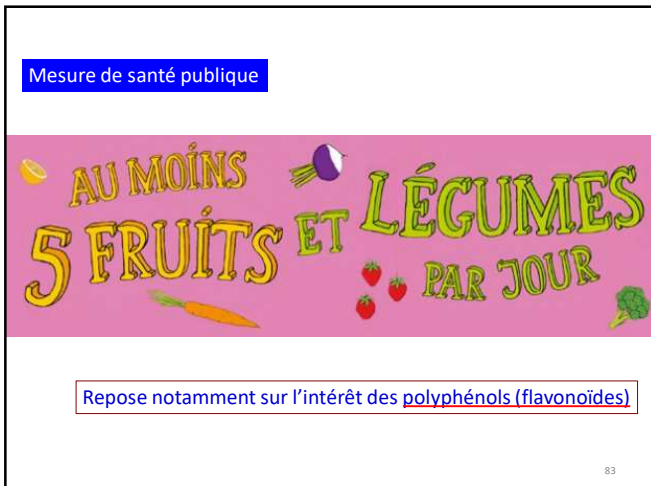 Mesure de santé publique
AU MOINS
5 FRUITS ET LÉGUMES
PAR JOUR
Repose notamment sur l'intérêt des polyphénols (flavonoïdes)
83